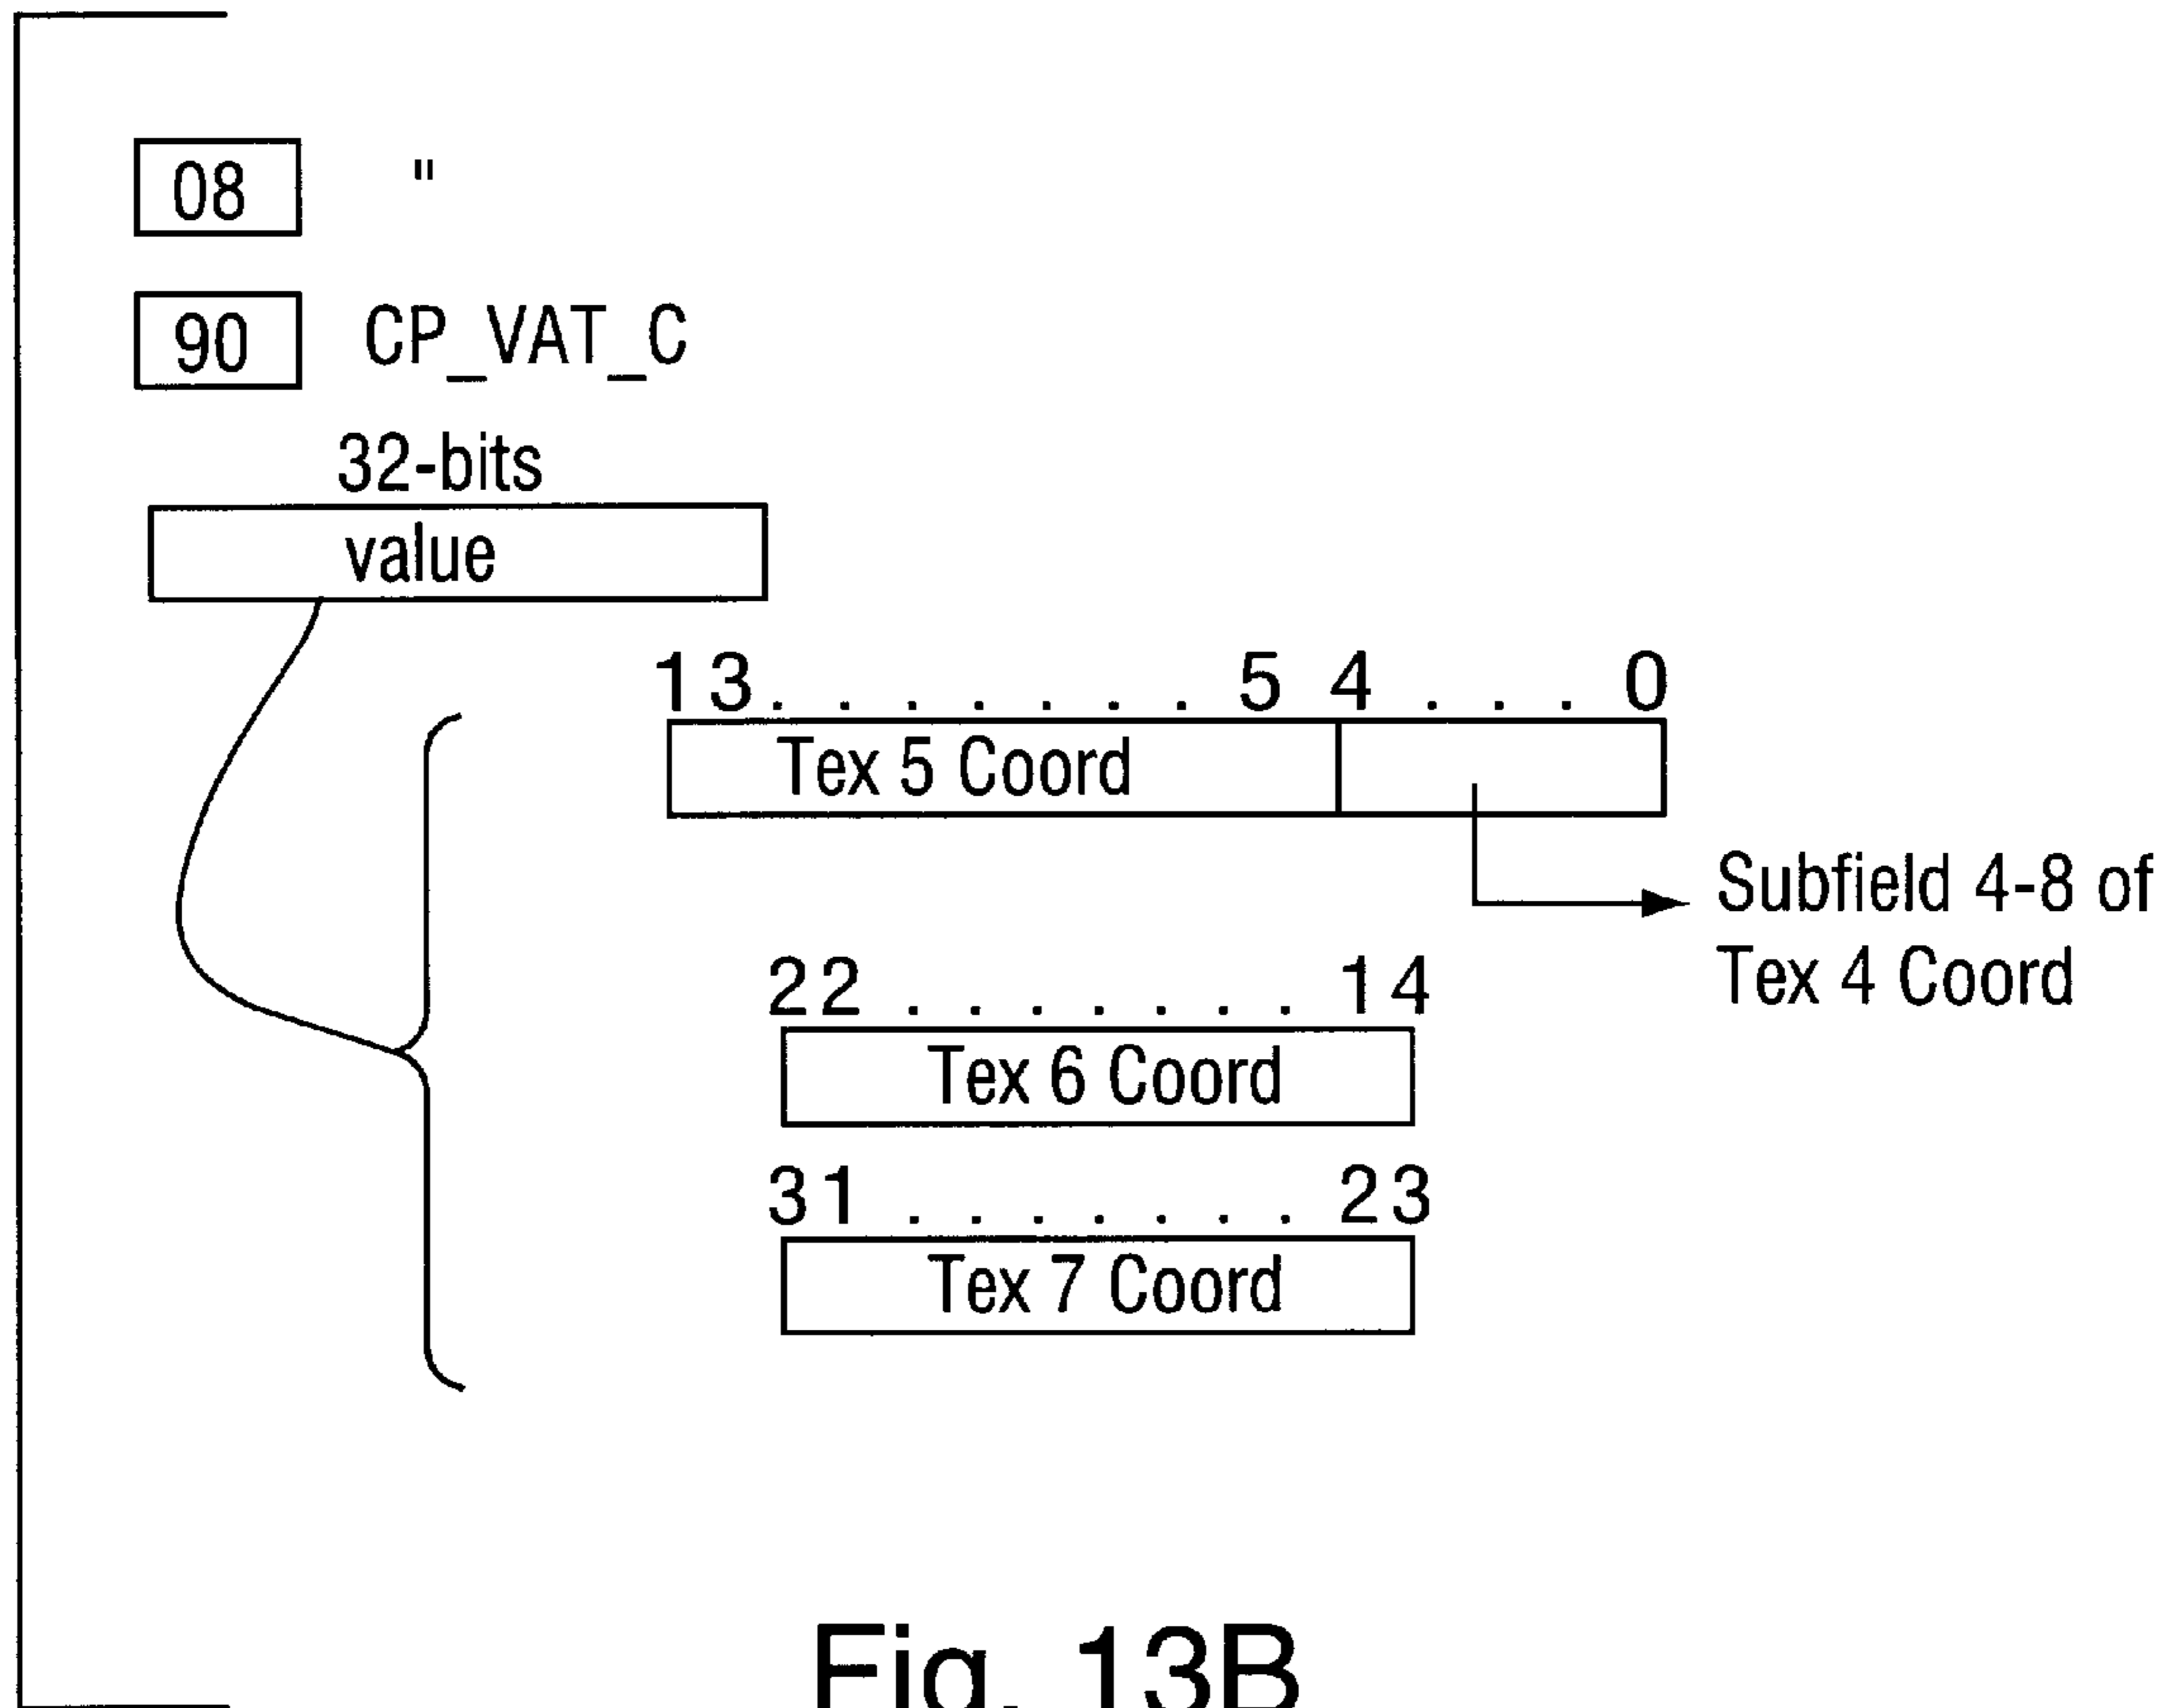 08 "
90 CP_VAT_C
32-bits
value
13. . . . . . . 5 4 . . . 0
Tex 5 Coord
Subfield 4-8 of
Tex 4 Coord
22 . . . . . . . 14
Tex 6 Coord
31 . . . . . . . 23
Tex 7 Coord
Fig. 13B